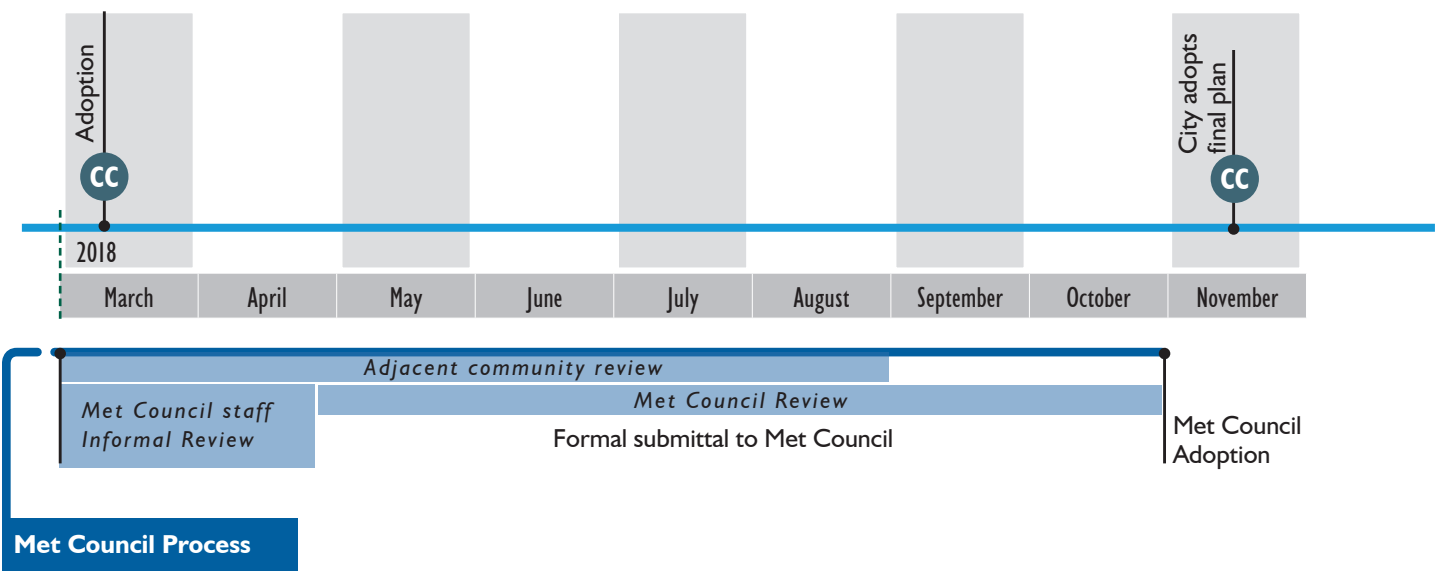 Adoption
CC
City adopts
final plan
CC
2018
March April May June July August September October November
Adjacent community review
Met Council staff
Informal Review
Met Council Review
Formal submittal to Met Council
Met Council
Adoption
Met Council Process